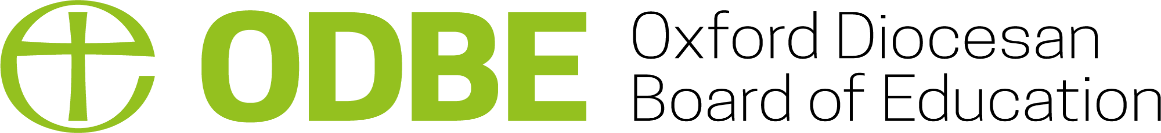 ODBE
Oxford Diocesan
Board of Education